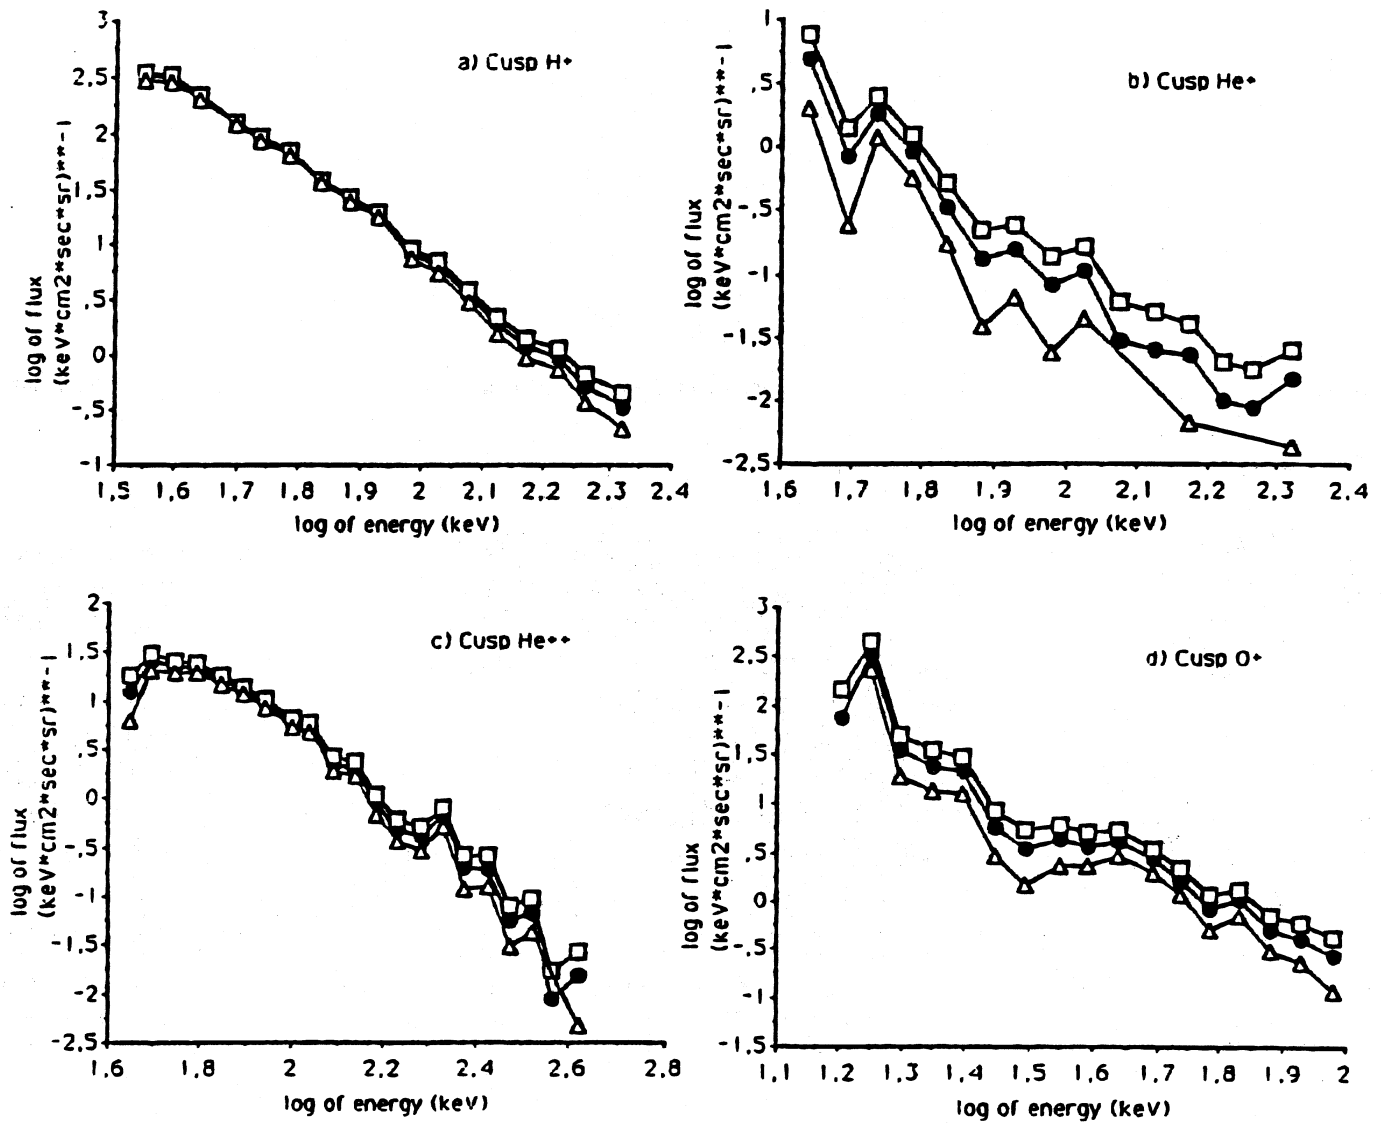 a) Cusp H+
3
2,5
2
1,5
1
,5
0
-,5
-1
log of flux
(keV*cm2*sec*sr)**-1
1,5 1,6 1,7 1,8 1,9 2 2,1 2,2 2,3 2,4
log of energy (keV)
b) Cusp He+
1
,5
0
-,5
-1
-1,5
-2
-2,5
log of flux
(keV*cm2*sec*sr)**-1
1,6 1,7 1,8 1,9 2 2,1 2,2 2,3 2,4
log of energy (keV)
c) Cusp He++
2
1,5
1
,5
0
-,5
-1
-1,5
-2
-2,5
log of flux
(keV*cm2*sec*sr)**-1
1,6 1,8 2 2,2 2,4 2,6 2,8
log of energy (keV)
d) Cusp O+
3
2,5
2
1,5
1
,5
0
-,5
-1
-1,5
log of flux
(keV*cm2*sec*sr)**-1
1,1 1,2 1,3 1,4 1,5 1,6 1,7 1,8 1,9 2
log of energy (keV)